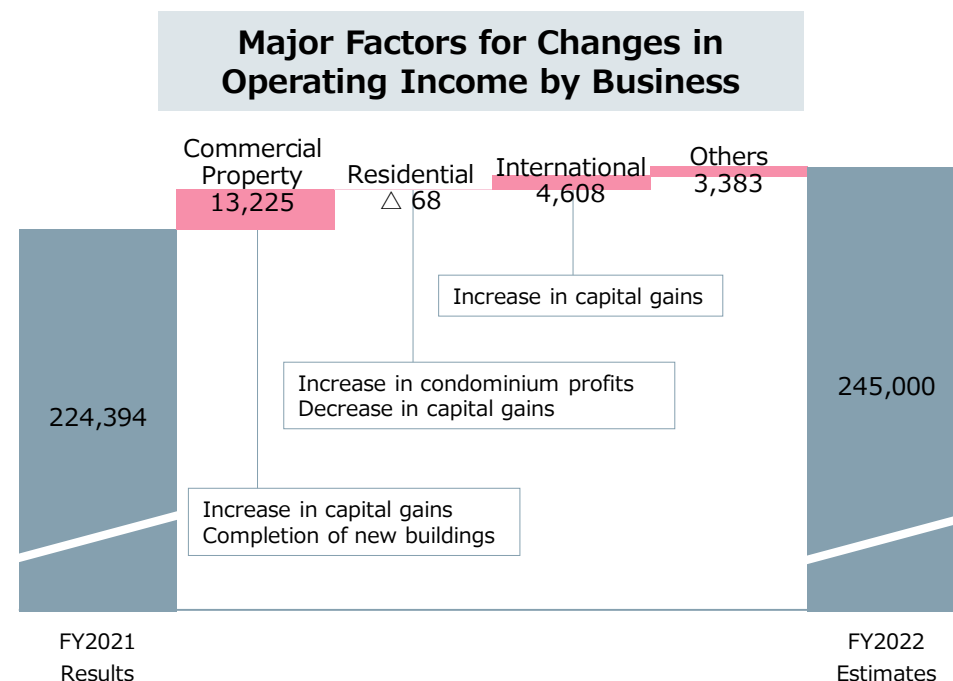 Major Factors for Changes in
Operating Income by Business
Commercial
Property
13,225
Residential
△ 68
International
4,608
Others
3,383
Increase in capital gains
Increase in condominium profits
Decrease in capital gains
Increase in capital gains
Completion of new buildings
224,394
245,000
FY2021
Results
FY2022
Estimates